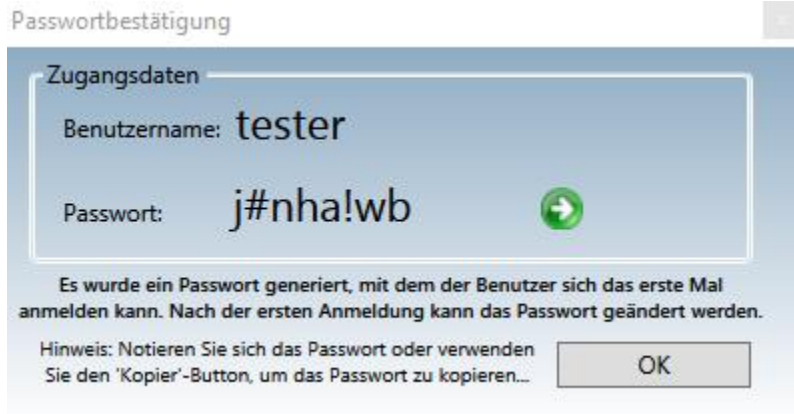 Passwortbestätigung
Zugangsdaten
Benutzername: tester
Passwort: j#nha!wb
Es wurde ein Passwort generiert, mit dem der Benutzer sich das erste Mal
anmelden kann. Nach der ersten Anmeldung kann das Passwort geändert werden.
Hinweis: Notieren Sie sich das Passwort oder verwenden
Sie den 'Kopier'-Button, um das Passwort zu kopieren...
OK